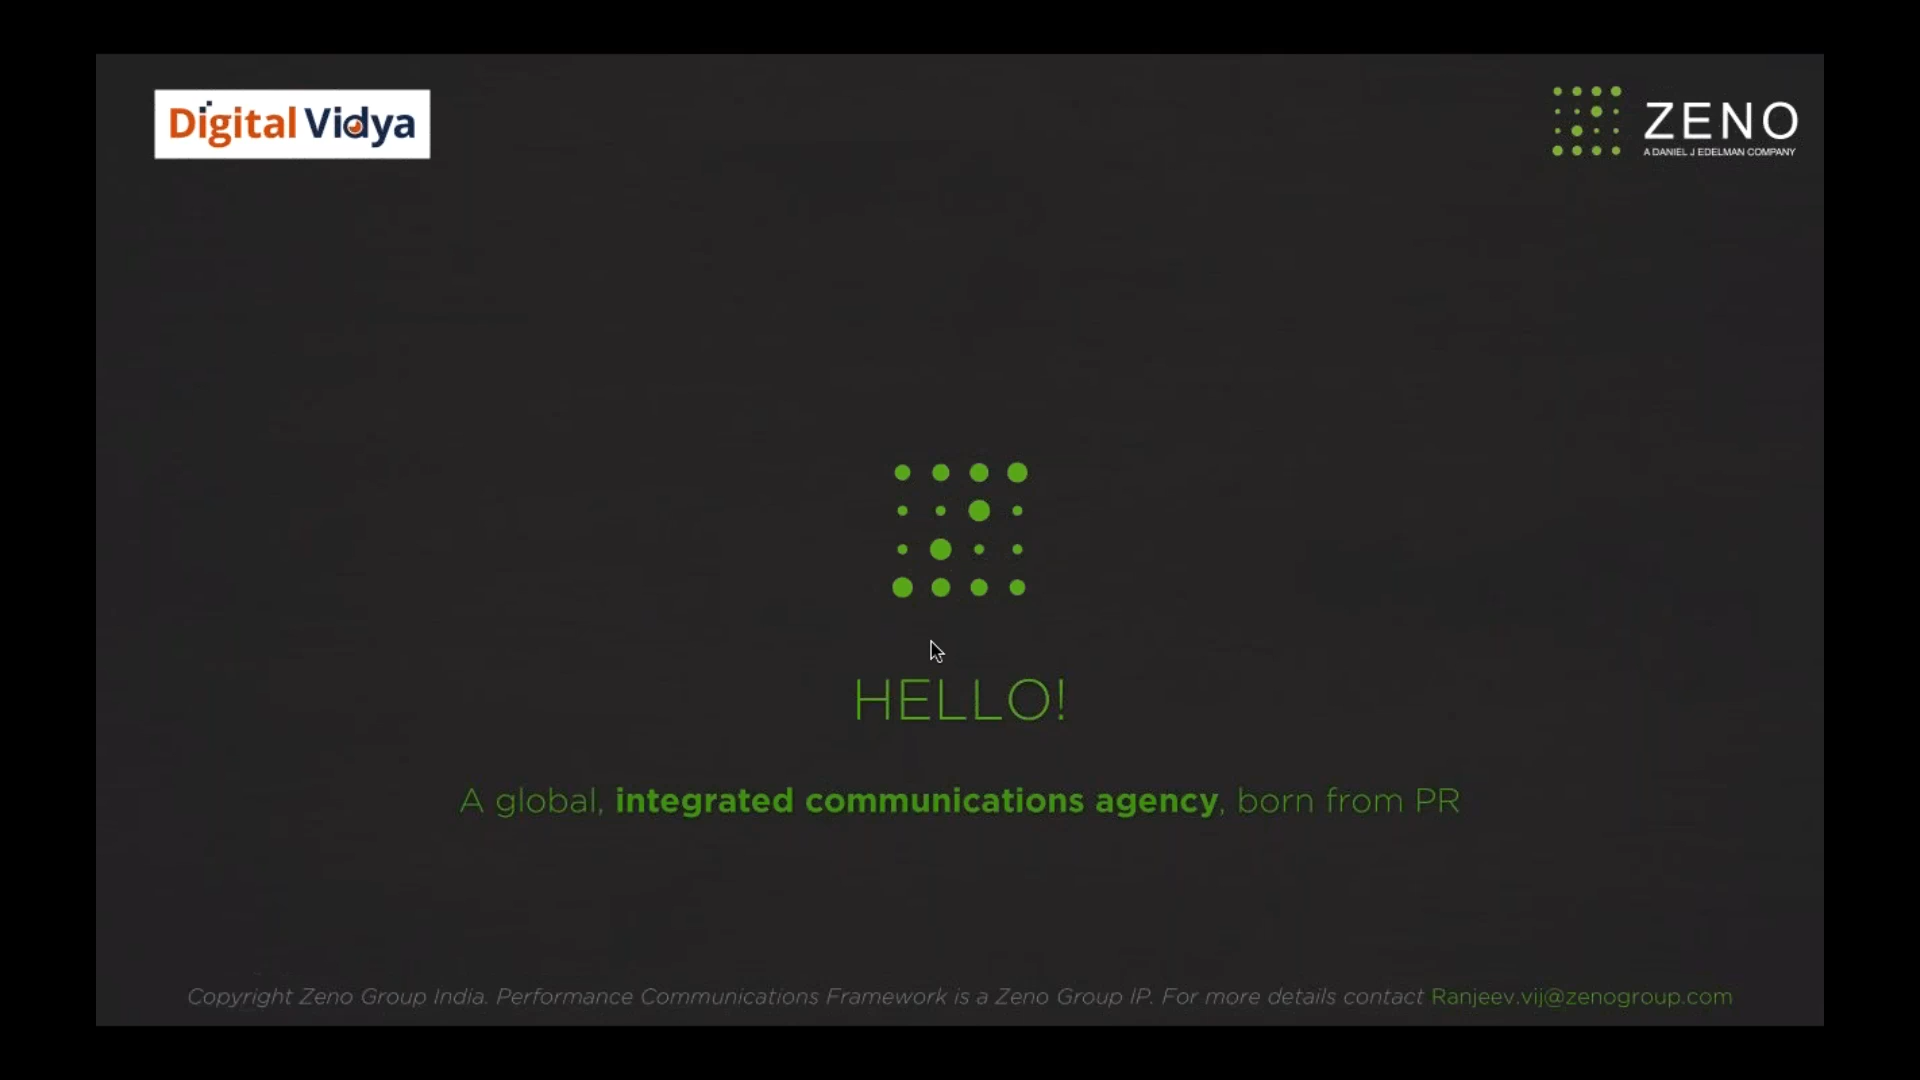 Digital Vidya
ZENO
A DANIEL J EDELMAN COMPANY
HELLO!
A global, integrated communications agency, born from PR
Copyright Zeno Group India. Performance Communications Framework is a Zeno Group IP. For more details contact Ranjeev.vij@zenogroup.com